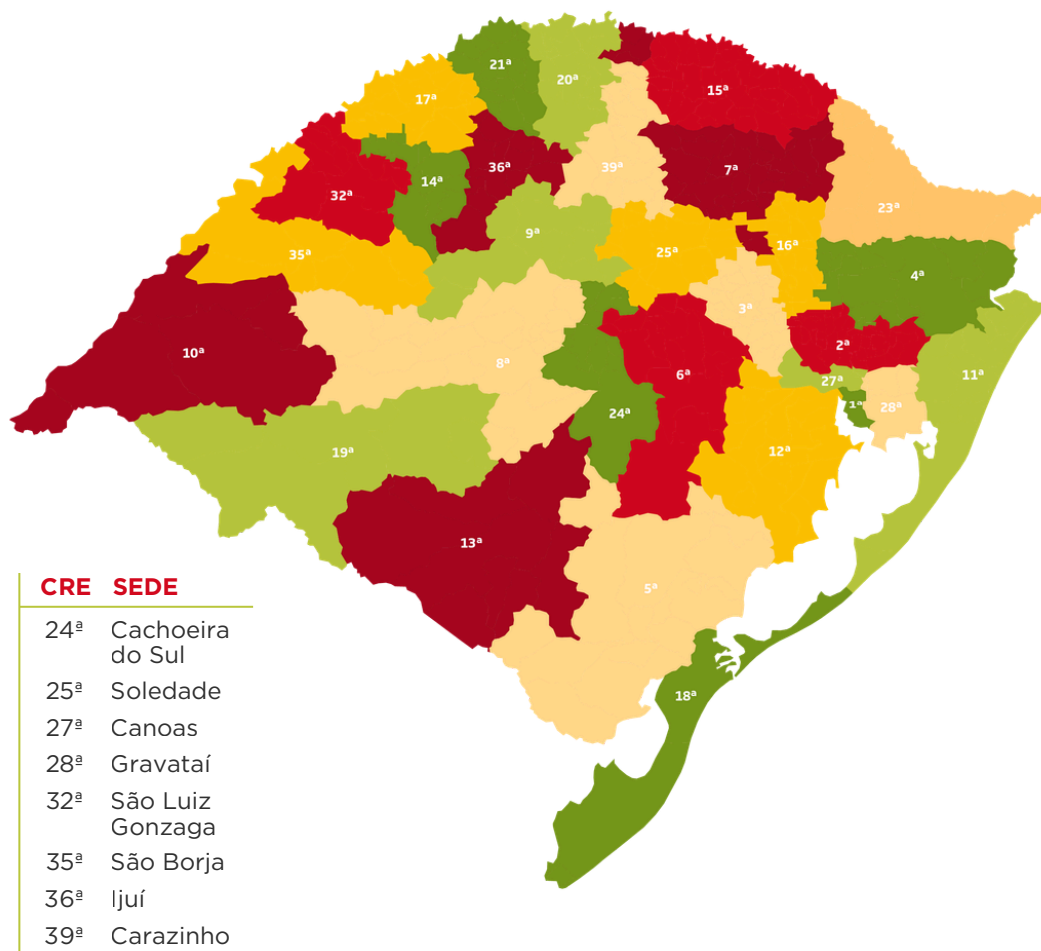 21ª
20ª
15ª
17ª
36ª
39ª
7ª
14ª
32ª
23ª
9ª
25ª
16ª
35ª
4ª
3ª
10ª
2ª
8ª
6ª
27ª
11ª
1ª
28ª
24ª
19ª
12ª
13ª
5ª
18ª
CRE SEDE
24ª Cachoeira
do Sul
25ª Soledade
27ª Canoas
28ª Gravataí
32ª São Luiz
Gonzaga
35ª São Borja
36ª Ijuí
39ª Carazinho